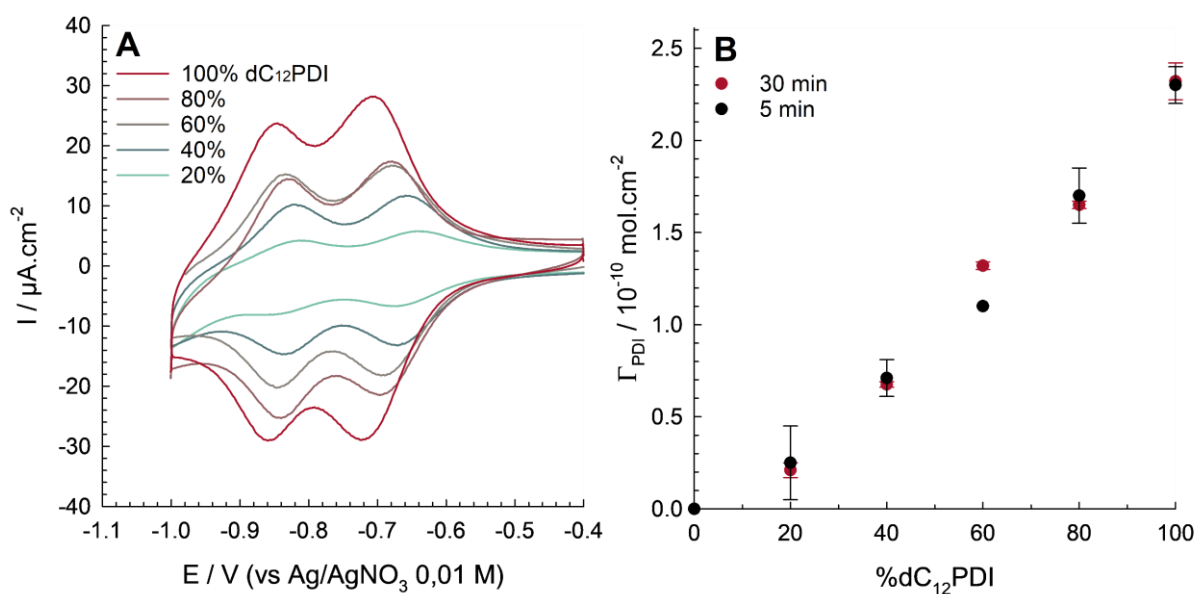 A
40
30
20
10
0
-10
-20
-30
-40
I / µA.cm⁻²
100% dC₁₂PDI
80%
60%
40%
20%
-1.1 -1.0 -0.9 -0.8 -0.7 -0.6 -0.5 -0.4
E / V (vs Ag/AgNO₃ 0,01 M)
B
2.5
2.0
1.5
1.0
0.5
0.0
Γ_PDI / 10⁻¹⁰ mol.cm⁻²
30 min
5 min
0 20 40 60 80 100
%dC₁₂PDI